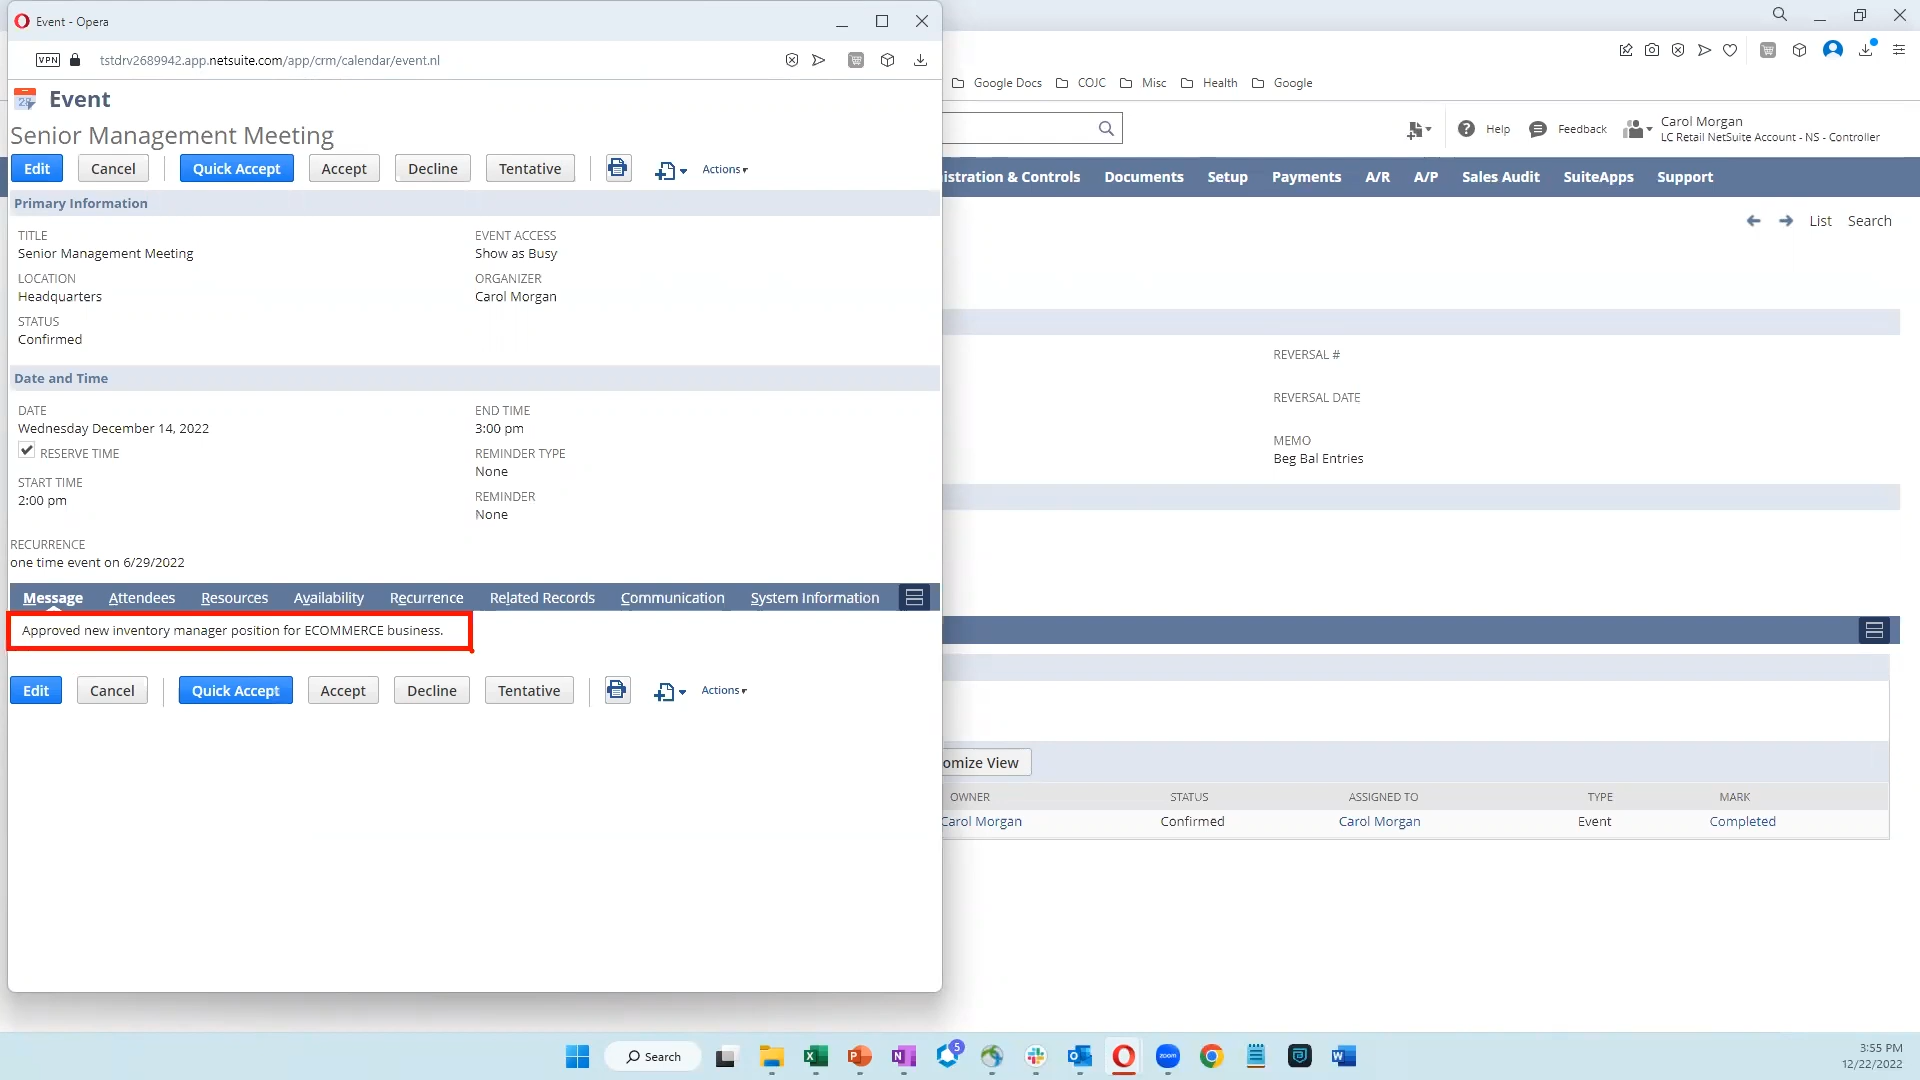 Event - Opera
VPN
tstdrv2689942.app.netsuite.com/app/crm/calendar/event.nl
28
Event
Senior Management Meeting
Edit
Cancel
Quick Accept
Accept
Decline
Tentative
Actions
Primary Information
TITLE
Senior Management Meeting
LOCATION
Headquarters
STATUS
Confirmed
EVENT ACCESS
Show as Busy
ORGANIZER
Carol Morgan
Date and Time
DATE
Wednesday December 14, 2022
RESERVE TIME
START TIME
2:00 pm
END TIME
3:00 pm
REMINDER TYPE
None
REMINDER
None
RECURRENCE
one time event on 6/29/2022
Message
Attendees
Resources
Availability
Recurrence
Related Records
Communication
System Information
Approved new inventory manager position for ECOMMERCE business.
Edit
Cancel
Quick Accept
Accept
Decline
Tentative
Actions
Google Docs
COJC
Misc
Health
Google
Help
Feedback
Carol Morgan
LC Retail NetSuite Account - NS - Controller
istration & Controls
Documents
Setup
Payments
A/R
A/P
Sales Audit
SuiteApps
Support
List
Search
REVERSAL #
REVERSAL DATE
MEMO
Beg Bal Entries
omize View
OWNER
STATUS
ASSIGNED TO
TYPE
MARK
Carol Morgan
Confirmed
Carol Morgan
Event
Completed
Search
5
zoom
3:55 PM
12/22/2022